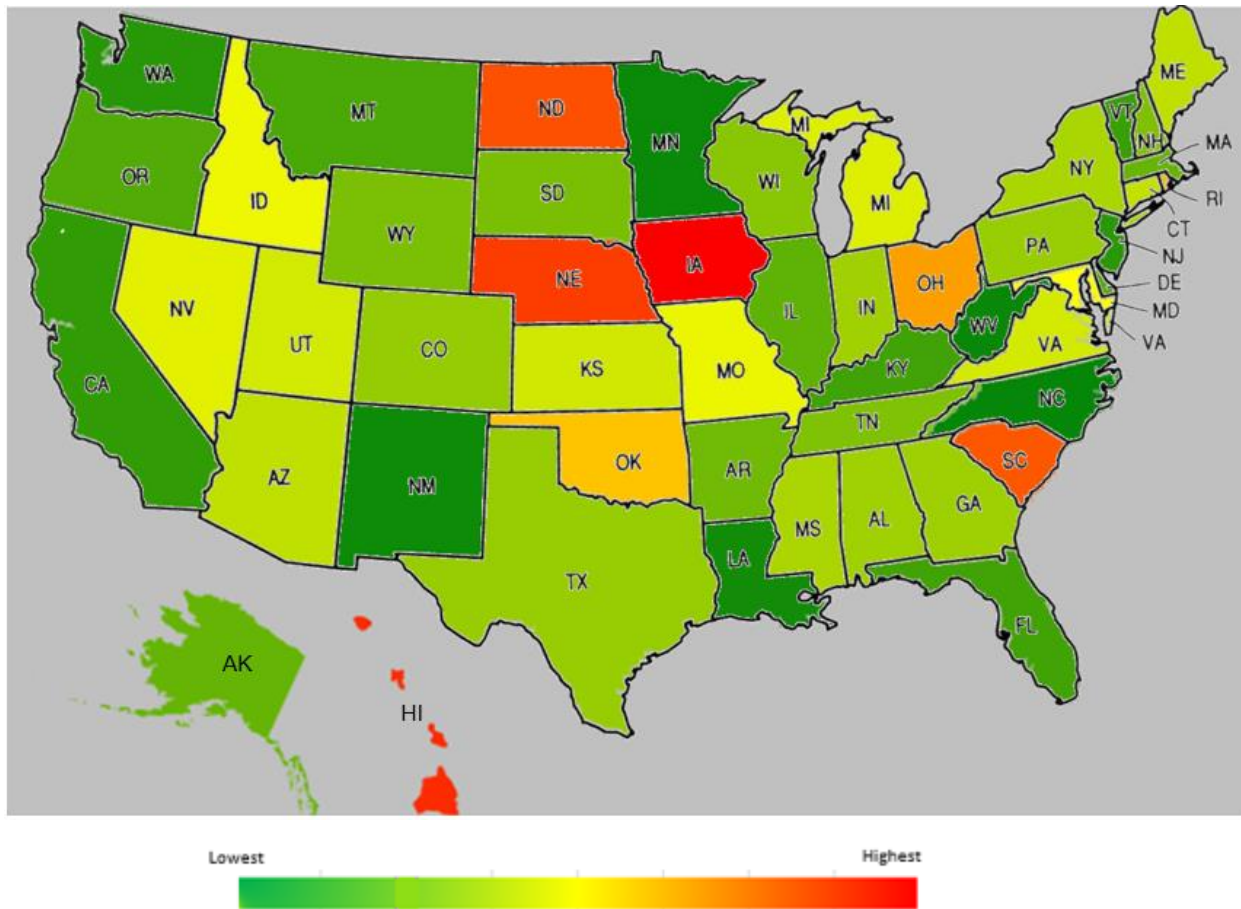 WA
MT
ND
MN
ME
VT
NH
MA
OR
ID
SD
WI
MI
MI
NY
RI
CT
WY
PA
NJ
NE
IA
OH
DE
NV
IN
IL
MD
UT
CO
WV
VA
VA
KS
MO
KY
CA
NC
TN
OK
SC
AZ
NM
AR
GA
MS
AL
LA
TX
FL
AK
HI
Lowest
Highest